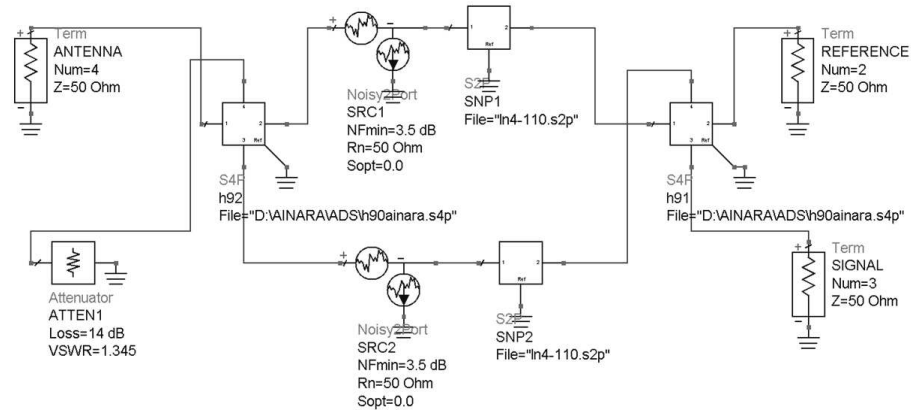 Term
ANTENNA
Num=4
Z=50 Ohm
S4P
h92
File="D:\AINARA\ADS\h90ainara.s4p"
Attenuator
ATTEN1
Loss=14 dB
VSWR=1.345
Noisy2Port
SRC1
NFmin=3.5 dB
Rn=50 Ohm
Sopt=0.0
S2P
SNP1
File="ln4-110.s2p"
Noisy2Port
SRC2
NFmin=3.5 dB
Rn=50 Ohm
Sopt=0.0
S2P
SNP2
File="ln4-110.s2p"
S4P
h91
File="D:\AINARA\ADS\h90ainara.s4p"
Term
REFERENCE
Num=2
Z=50 Ohm
Term
SIGNAL
Num=3
Z=50 Ohm
4
1 2
3 Ref
1 2
Ref
1 2
Ref
4
1 2
3 Ref